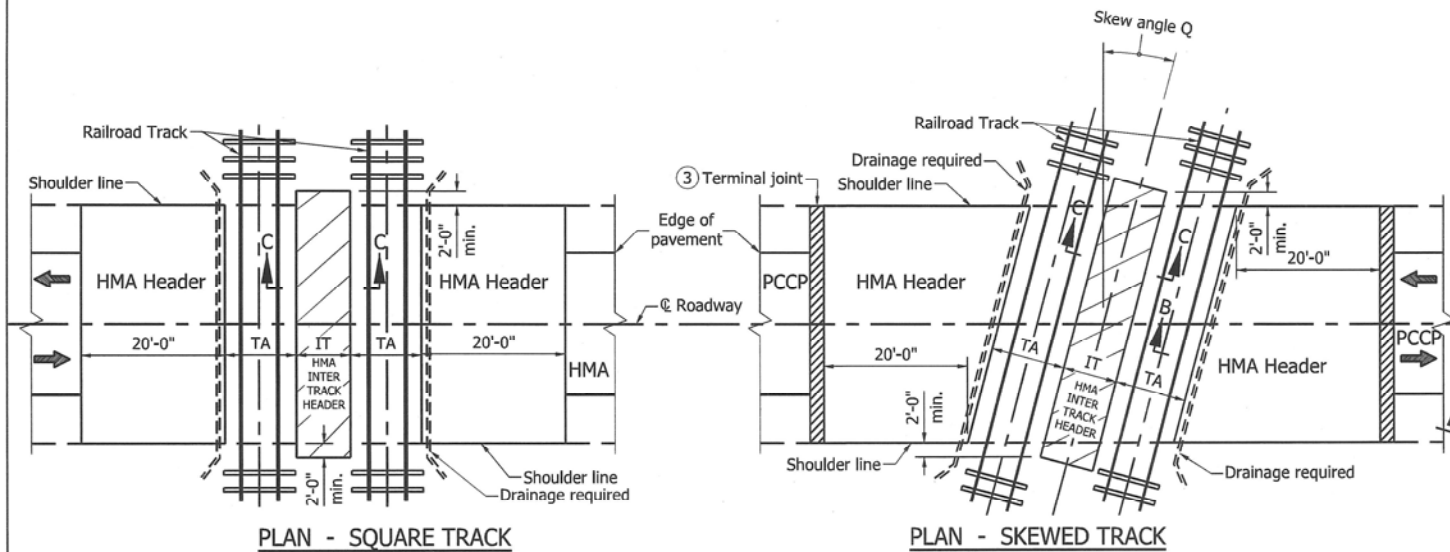 Skew angle Q
Railroad Track
Railroad Track
Drainage required
③ Terminal joint
Shoulder line
Shoulder line
C
C
2'-0"
min.
Edge of
pavement
C
C
2'-0"
min.
HMA Header
HMA Header
PCCP
HMA Header
20'-0"
B
℄ Roadway
20'-0"
TA
IT
TA
20'-0"
HMA
HMA
INTER
TRACK
HEADER
20'-0"
TA
IT
TA
HMA Header
PCCP
HMA
INTER
TRACK
HEADER
2'-0"
min.
Shoulder line
Drainage required
2'-0"
min.
Shoulder line
Drainage required
PLAN - SQUARE TRACK
PLAN - SKEWED TRACK